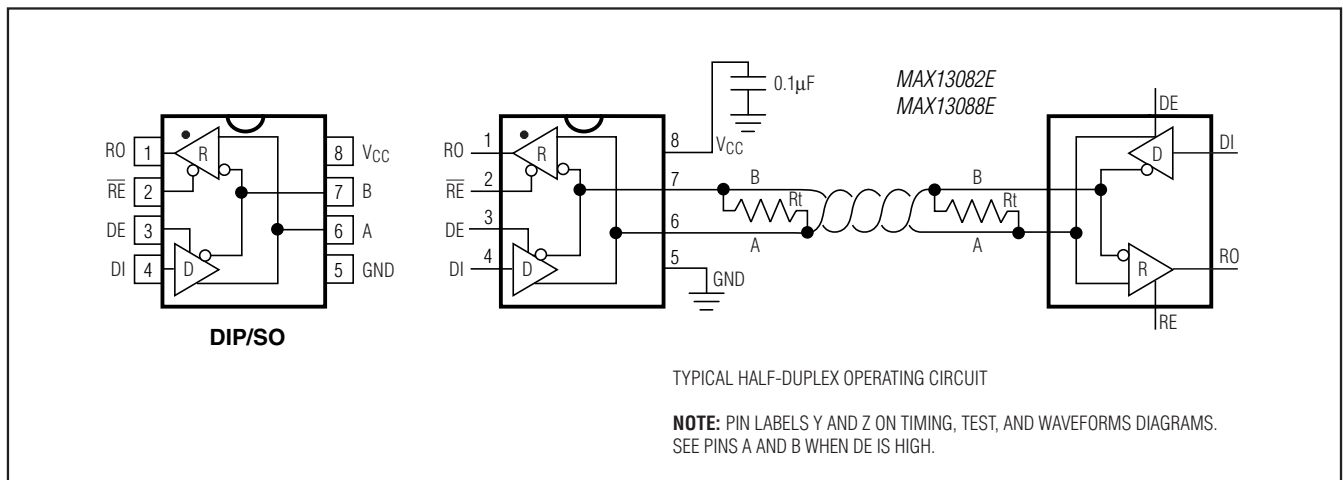 RO 1
R
8 VCC
RE 2
7 B
DE 3
6 A
DI 4
D
5 GND
DIP/SO
0.1µF
MAX13082E
MAX13088E
RO 1
R
8
VCC
RE 2
7
B
Rt
DE 3
6
A
DI 4
D
5
GND
B
Rt
A
DE
D
DI
R
RO
RE
TYPICAL HALF-DUPLEX OPERATING CIRCUIT
NOTE: PIN LABELS Y AND Z ON TIMING, TEST, AND WAVEFORMS DIAGRAMS.
SEE PINS A AND B WHEN DE IS HIGH.